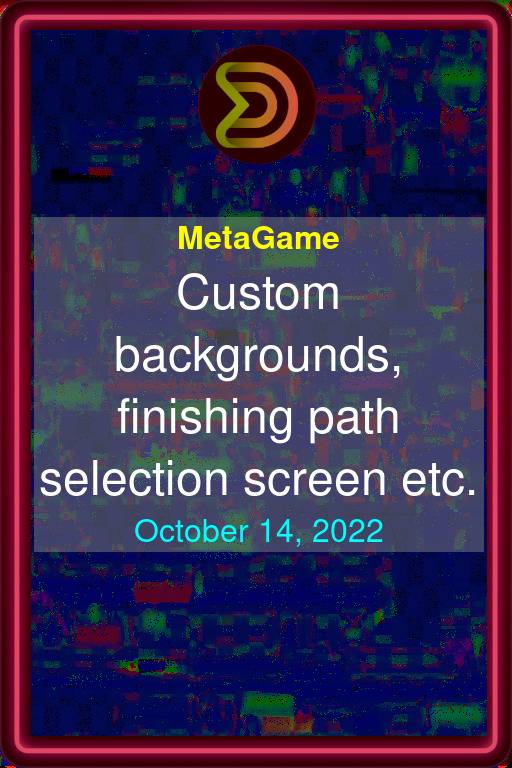 MetaGame
Custom
backgrounds,
finishing path
selection screen etc.
October 14, 2022